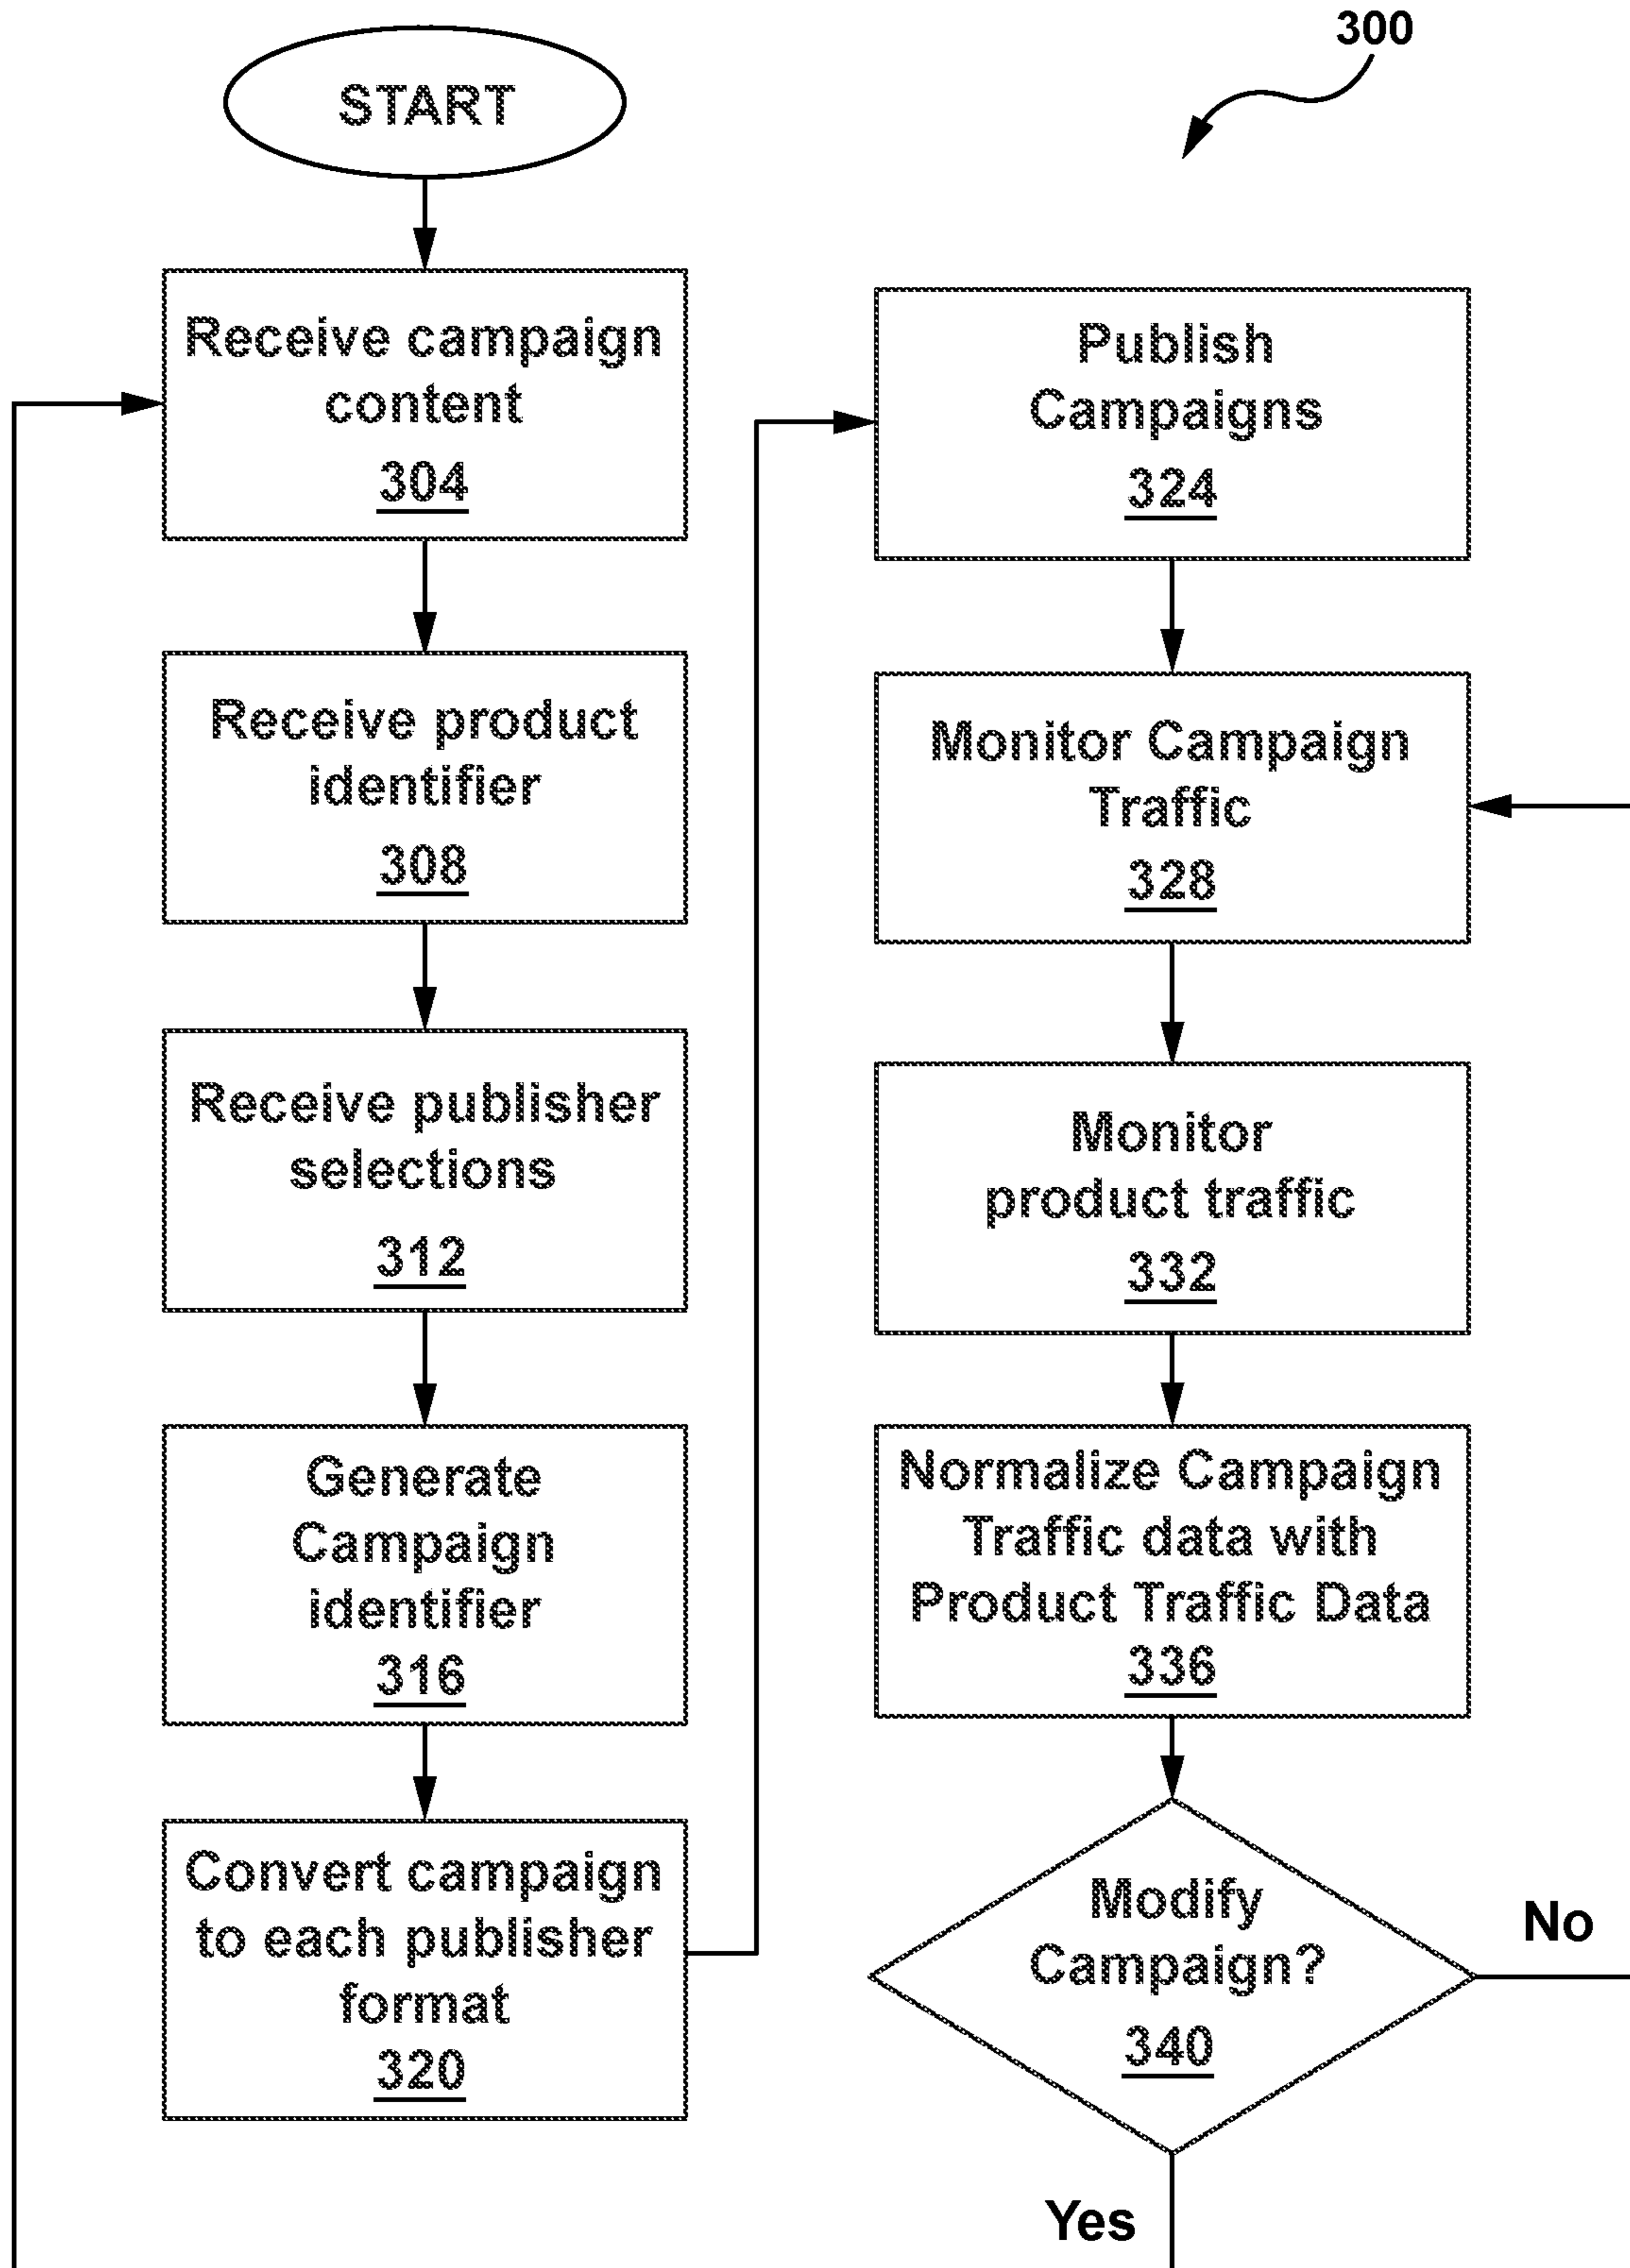 300
START
Receive campaign
content
304
Receive product
identifier
308
Receive publisher
selections
312
Generate
Campaign
identifier
316
Convert campaign
to each publisher
format
320
Publish
Campaigns
324
Monitor Campaign
Traffic
328
Monitor
product traffic
332
Normalize Campaign
Traffic data with
Product Traffic Data
336
Modify
Campaign?
340
No
Yes